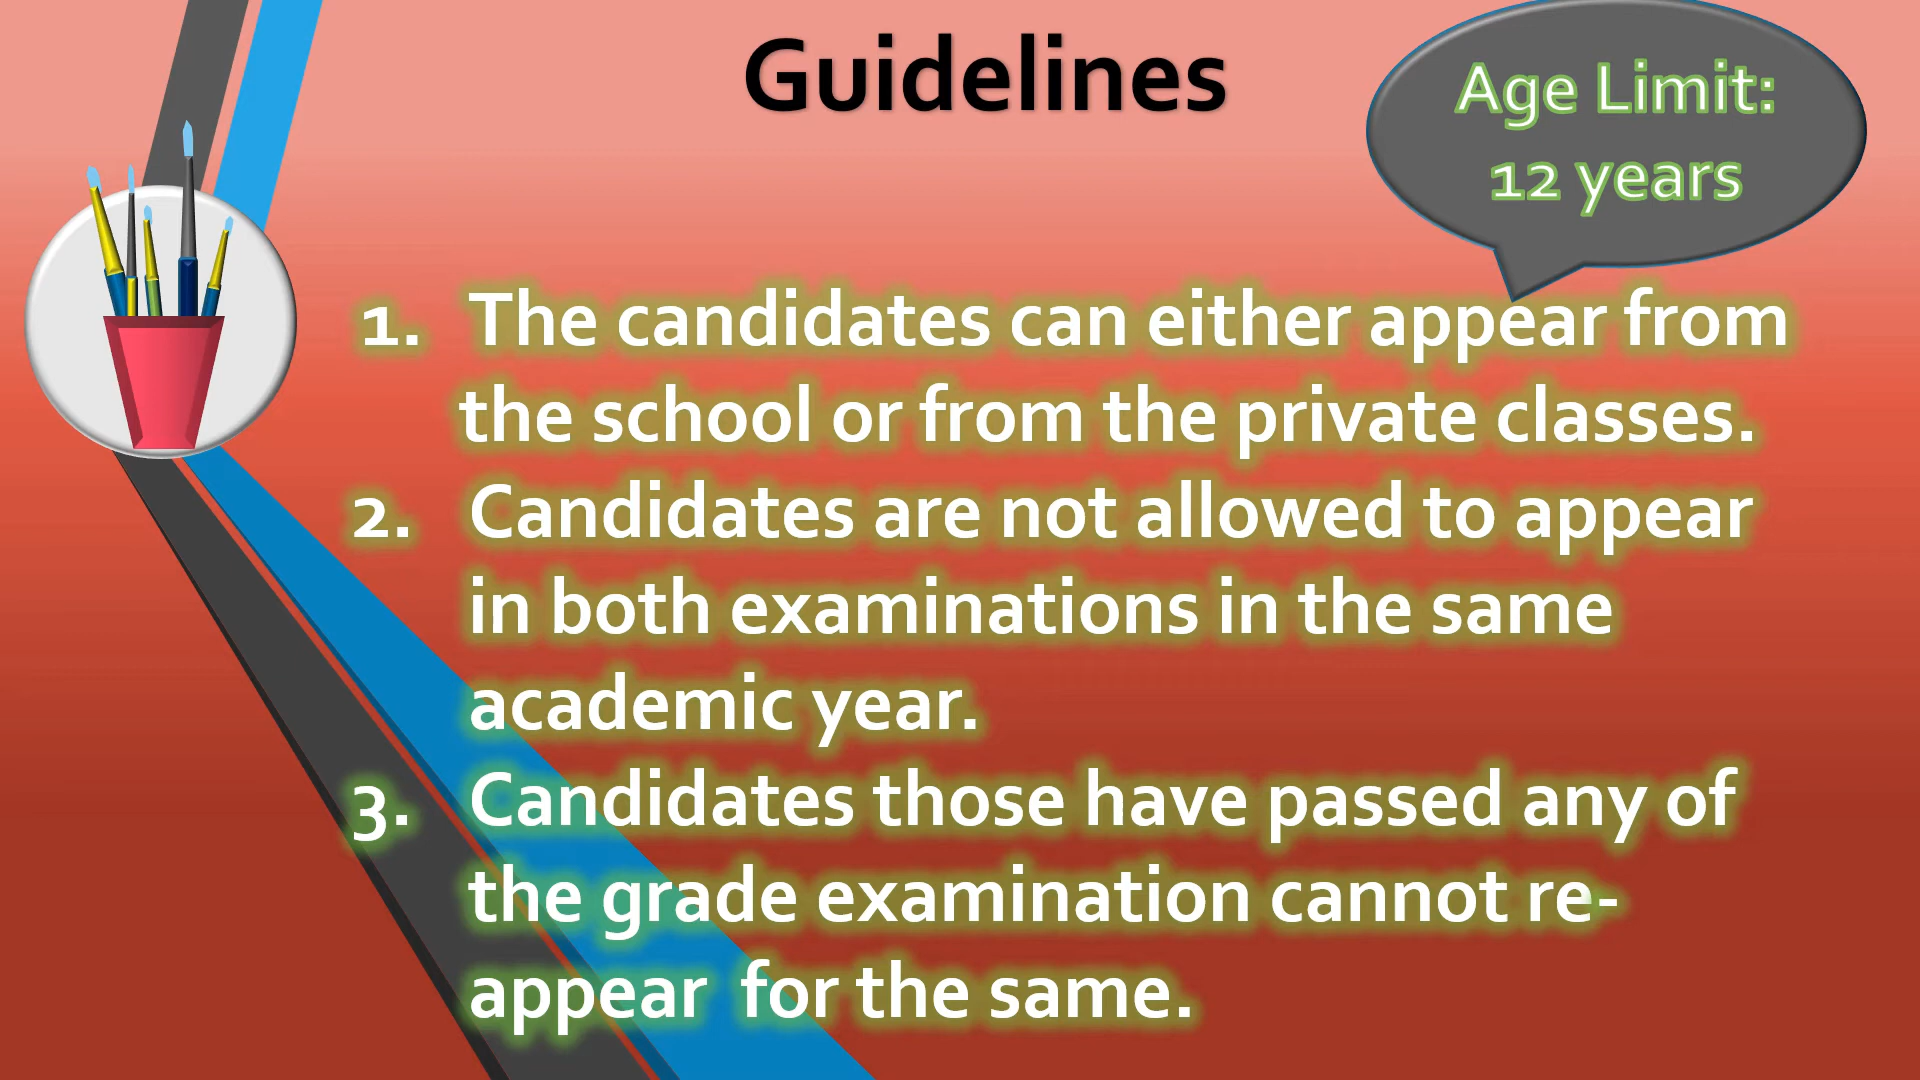 Guidelines
Age Limit:
12 years
1. The candidates can either appear from
the school or from the private classes.
2. Candidates are not allowed to appear
in both examinations in the same
academic year.
3. Candidates those have passed any of
the grade examination cannot re-
appear for the same.